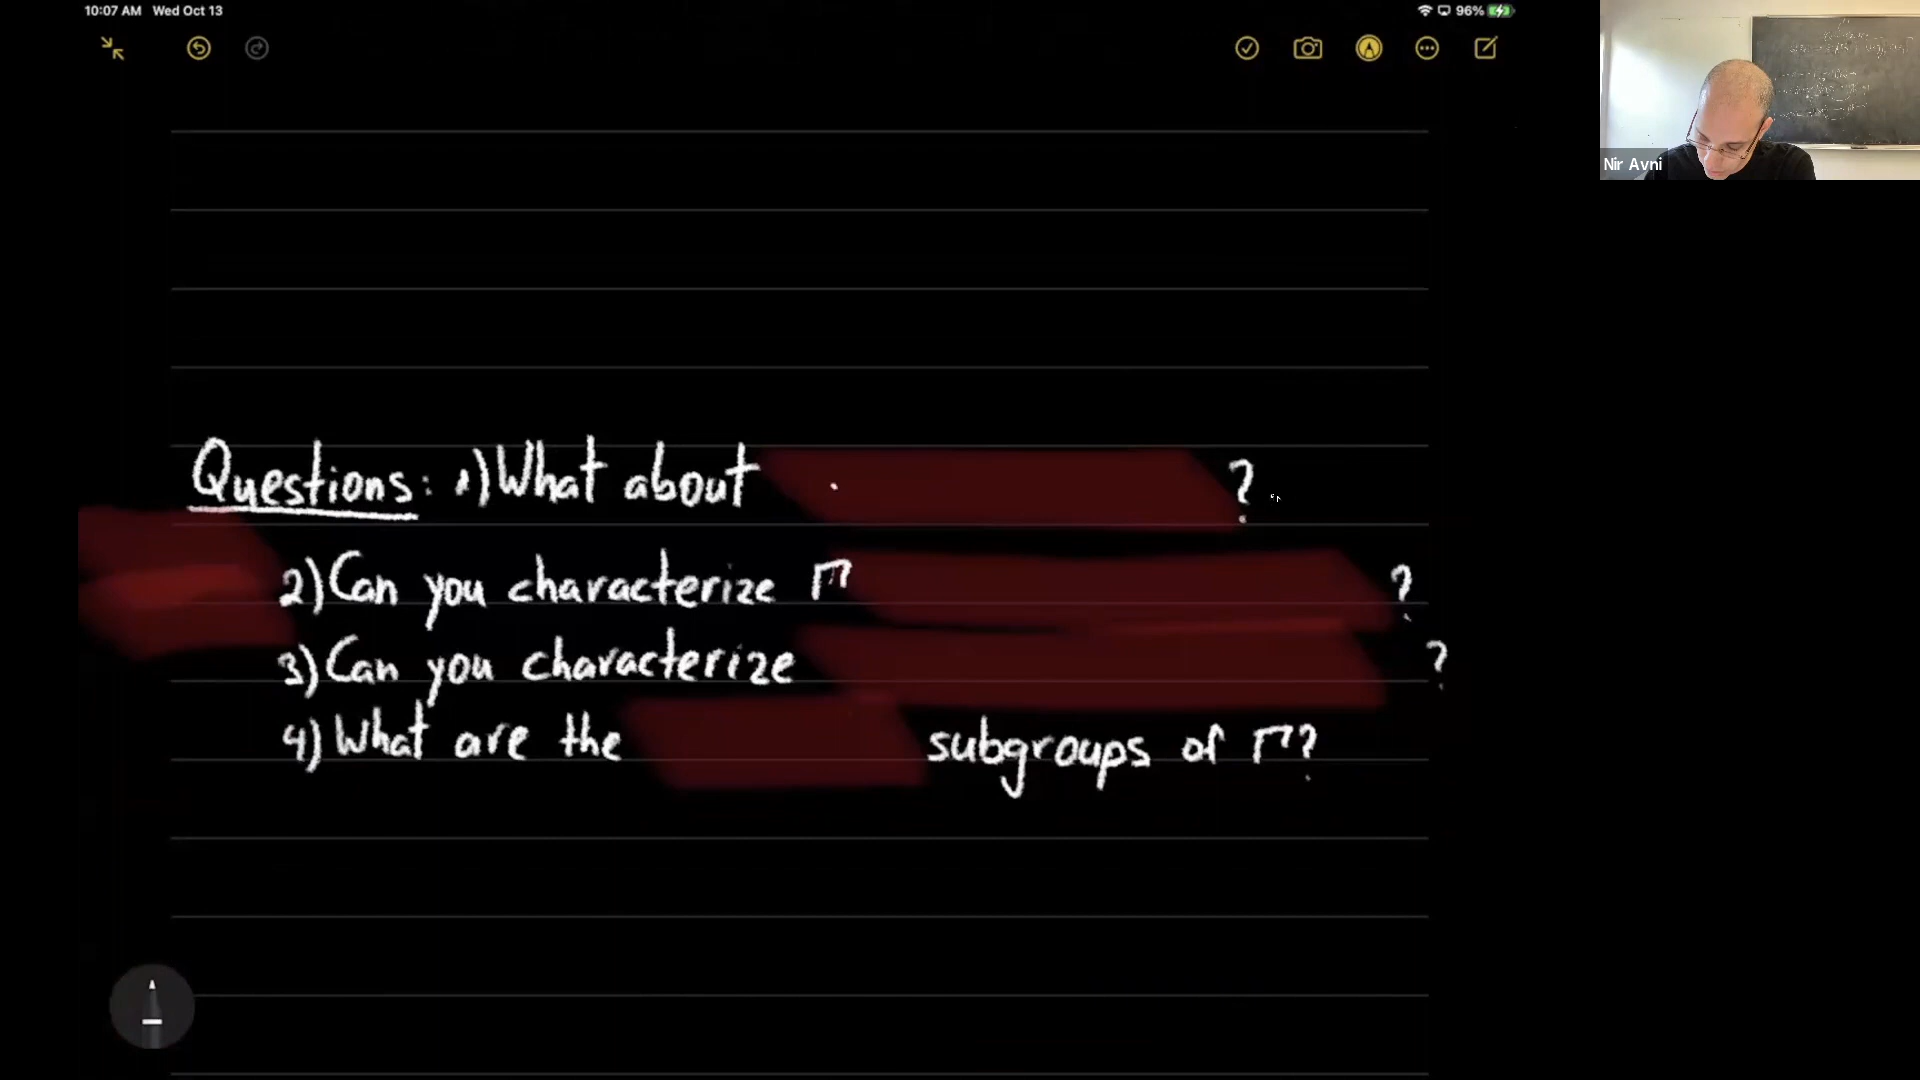 10:07 AM Wed Oct 13
96%
Nir Avni
Questions: 1) What about ?
2) Can you characterize Γ ?
3) Can you characterize ?
4) What are the subgroups of Γ?